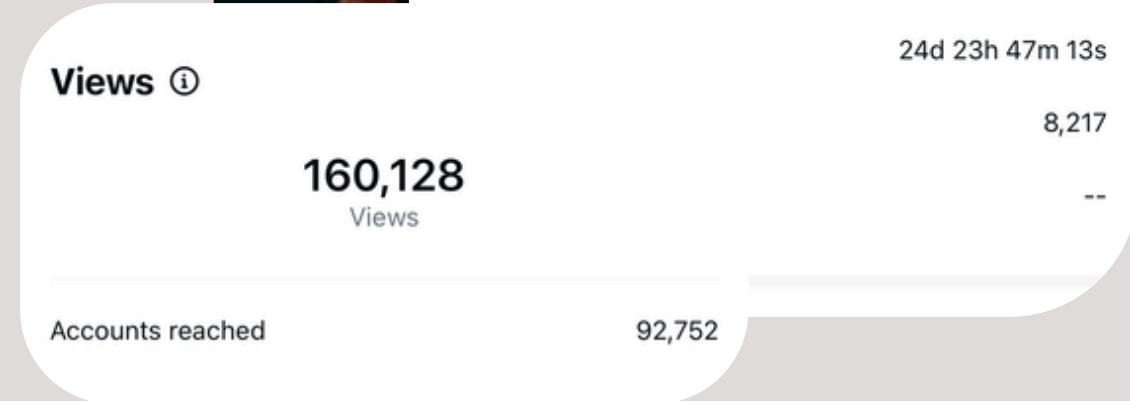 Views
160,128
Views
Accounts reached 92,752
24d 23h 47m 13s
8,217
--